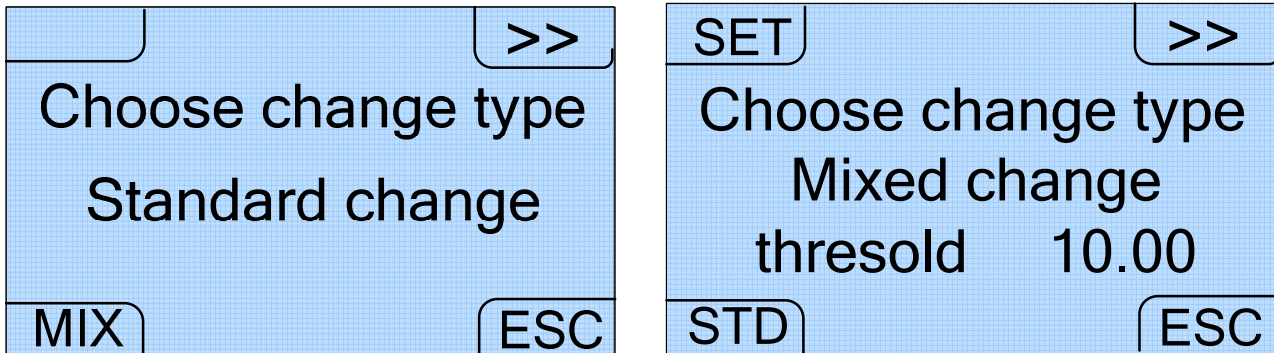 >>
Choose change type
Standard change
MIX ESC
SET >>
Choose change type
Mixed change
thresold 10.00
STD ESC